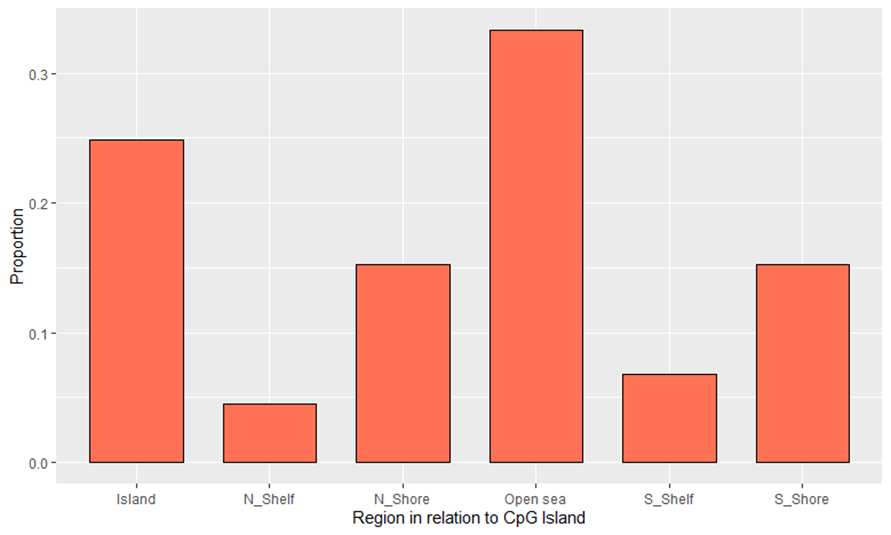 Proportion
0.3
0.2
0.1
0.0
Island N_Shelf N_Shore Open sea S_Shelf S_Shore
Region in relation to CpG Island